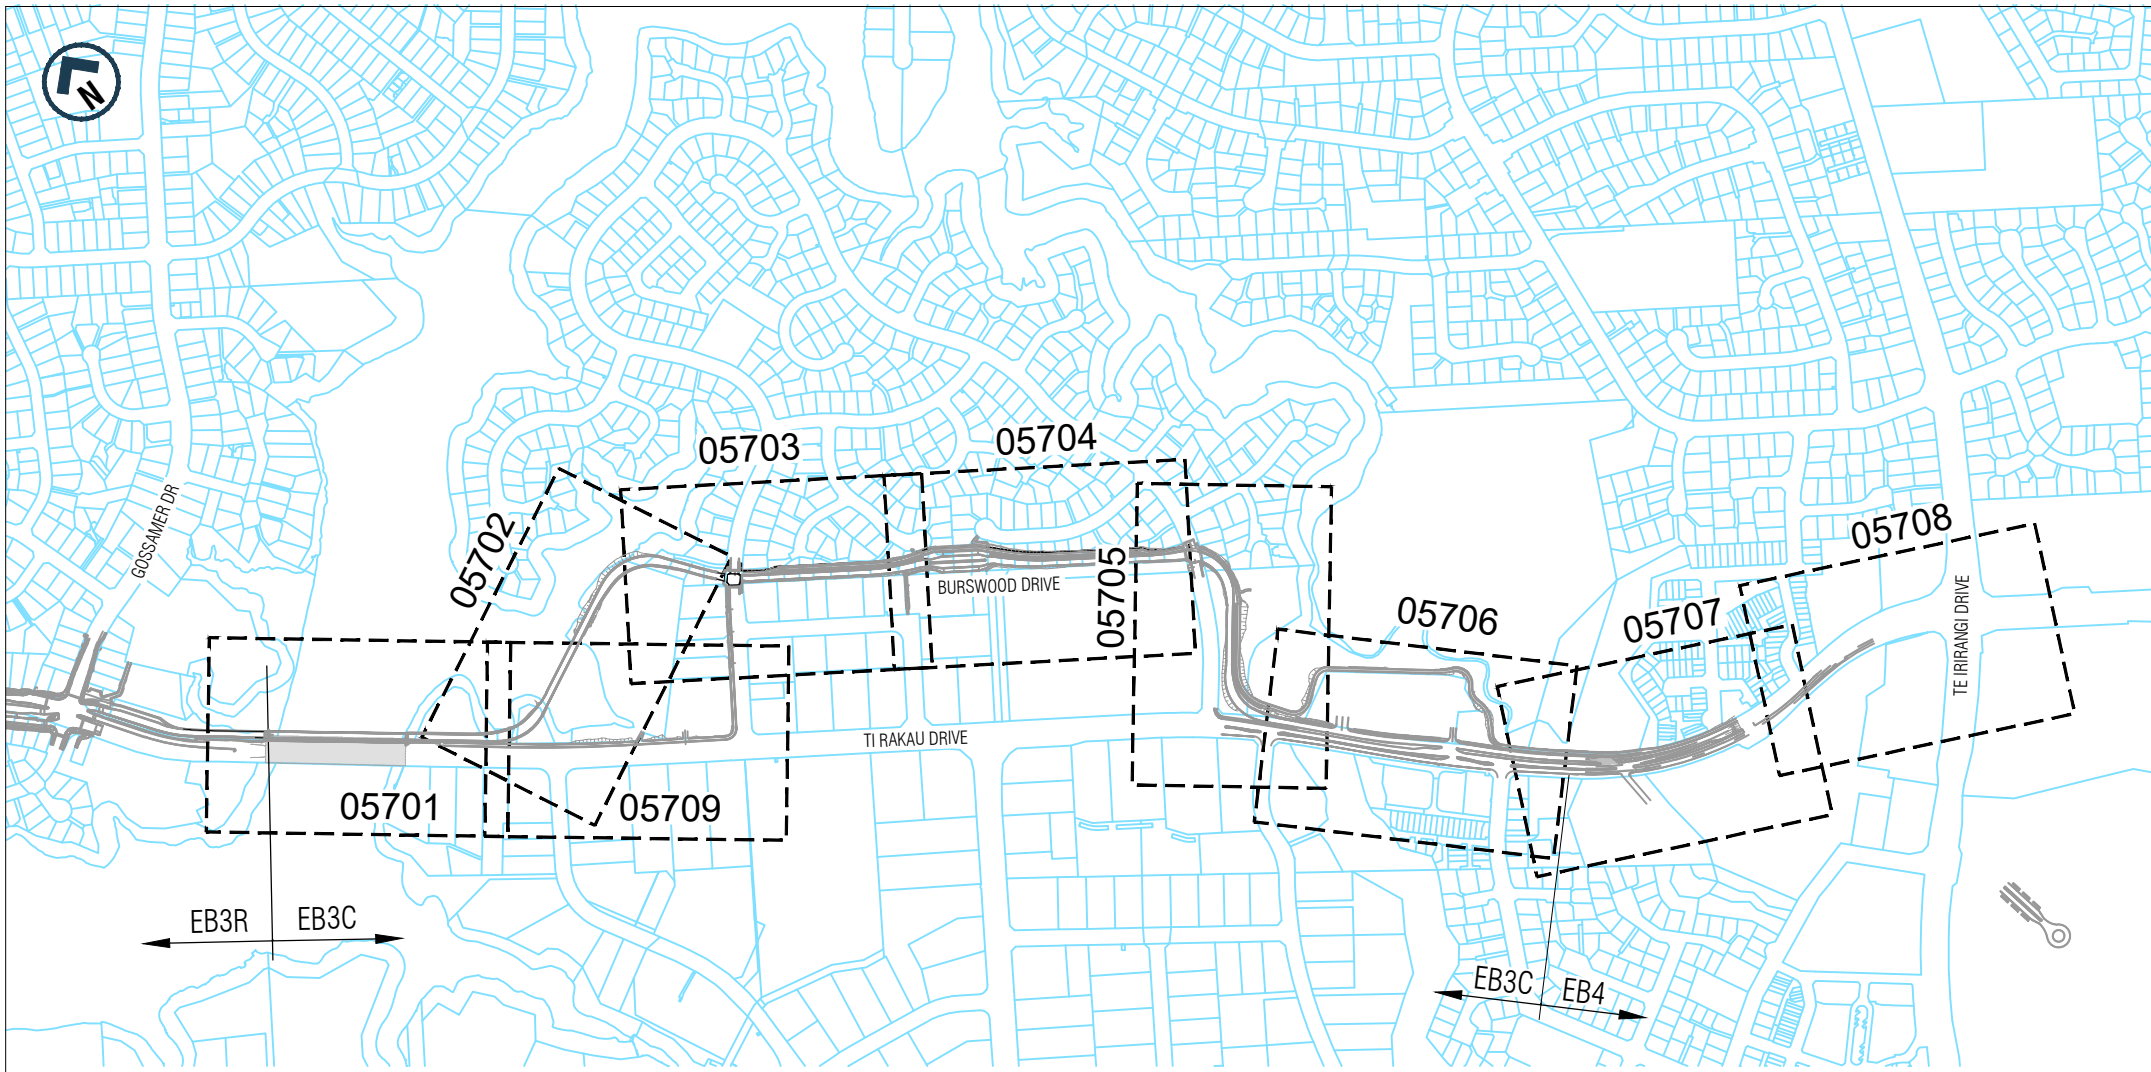 N
05703
05704
05702
GOSSAMER DR
05705
BURSWOOD DRIVE
05706
05707
05708
TE IRIRANGI DRIVE
TI RAKAU DRIVE
05701
05709
EB3R
EB3C
EB3C
EB4